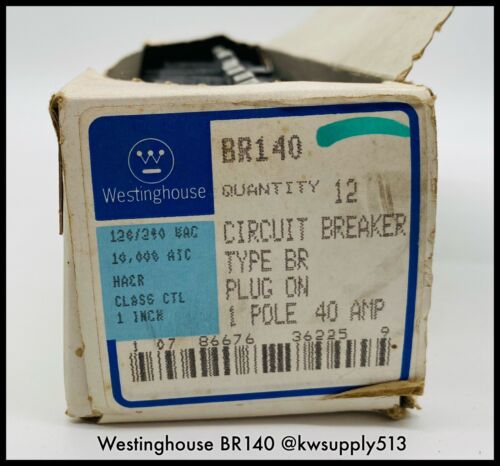 BR140
Westinghouse
QUANTITY 12
120/240 VAC
10,000 AIC
HACR
CLASS CTL
1 INCH
CIRCUIT BREAKER
TYPE BR
PLUG ON
1 POLE 40 AMP
1 07 86676 36225 9
Westinghouse BR140 @kwsupply513